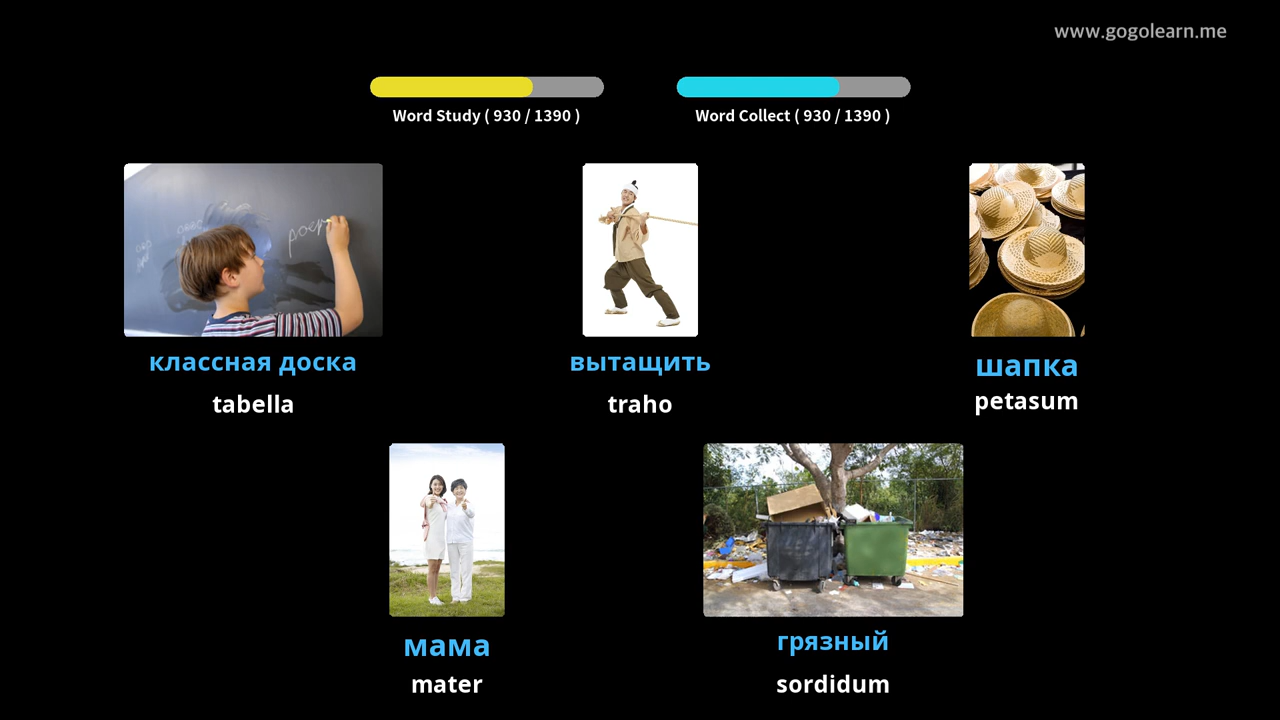 www.gogolearn.me
Word Study ( 930 / 1390 )
Word Collect ( 930 / 1390 )
poer
классная доска
tabella
вытащить
traho
шапка
petasum
мама
mater
грязный
sordidum